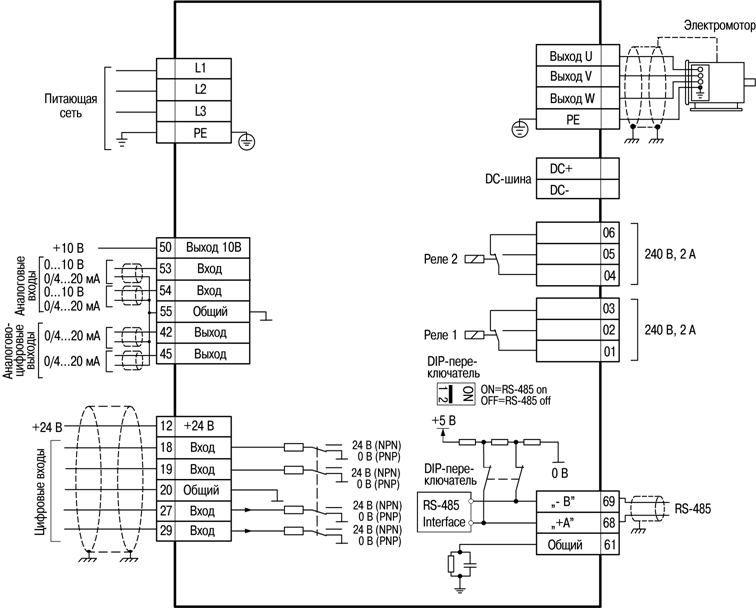 Электромотор
L1
L2
L3
PE
Питающая
сеть
Выход U
Выход V
Выход W
PE
DC-шина
DC+
DC-
+10 В
50
Выход 10В
53
Вход
54
Вход
55
Общий
42
Выход
45
Выход
Аналоговые
входы
0...10 В
0/4...20 мА
0...10 В
0/4...20 мА
Аналогово-
цифровые
выходы
0/4...20 мА
0/4...20 мА
Реле 2
06
05
04
240 В, 2 А
Реле 1
03
02
01
240 В, 2 А
DIP-пере-
ключатель
1 2
ON
ON=RS-485 on
OFF=RS-485 off
+5 В
0 В
DIP-пере-
ключатель
RS-485
Interface
„- B”
69
„+A”
68
Общий
61
RS-485
+24 В
12
+24 В
18
Вход
19
Вход
20
Общий
27
Вход
29
Вход
Цифровые входы
24 В (NPN)
0 В (PNP)
24 В (NPN)
0 В (PNP)
24 В (NPN)
0 В (PNP)
24 В (NPN)
0 В (PNP)